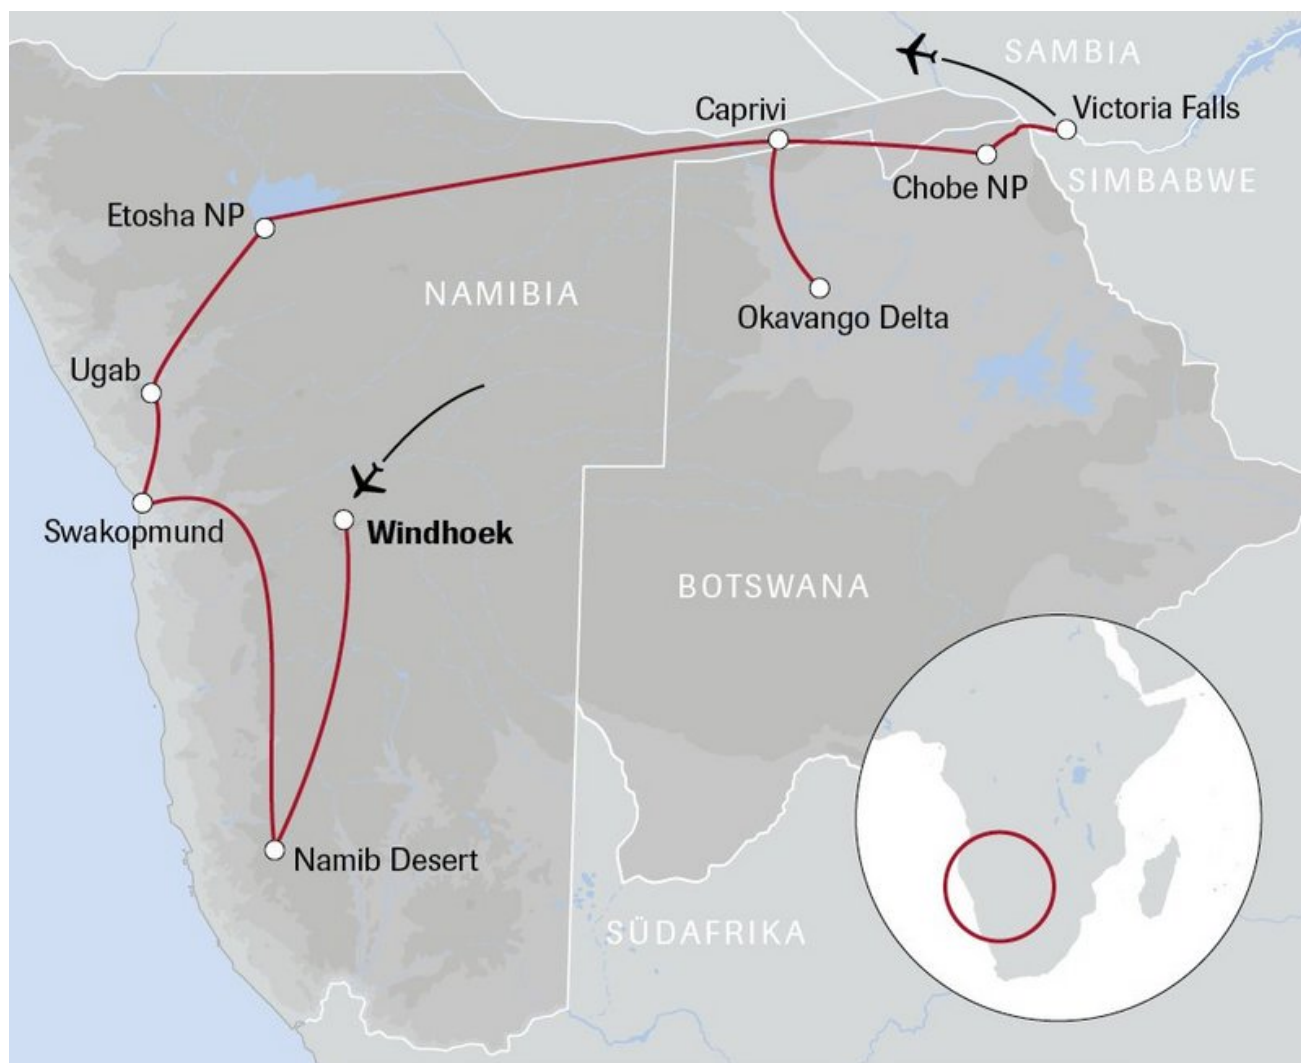 SAMBIA
Caprivi
Victoria Falls
Chobe NP
SIMBABWE
Etosha NP
NAMIBIA
Okavango Delta
Ugab
Swakopmund
Windhoek
BOTSWANA
Namib Desert
SÜDAFRIKA